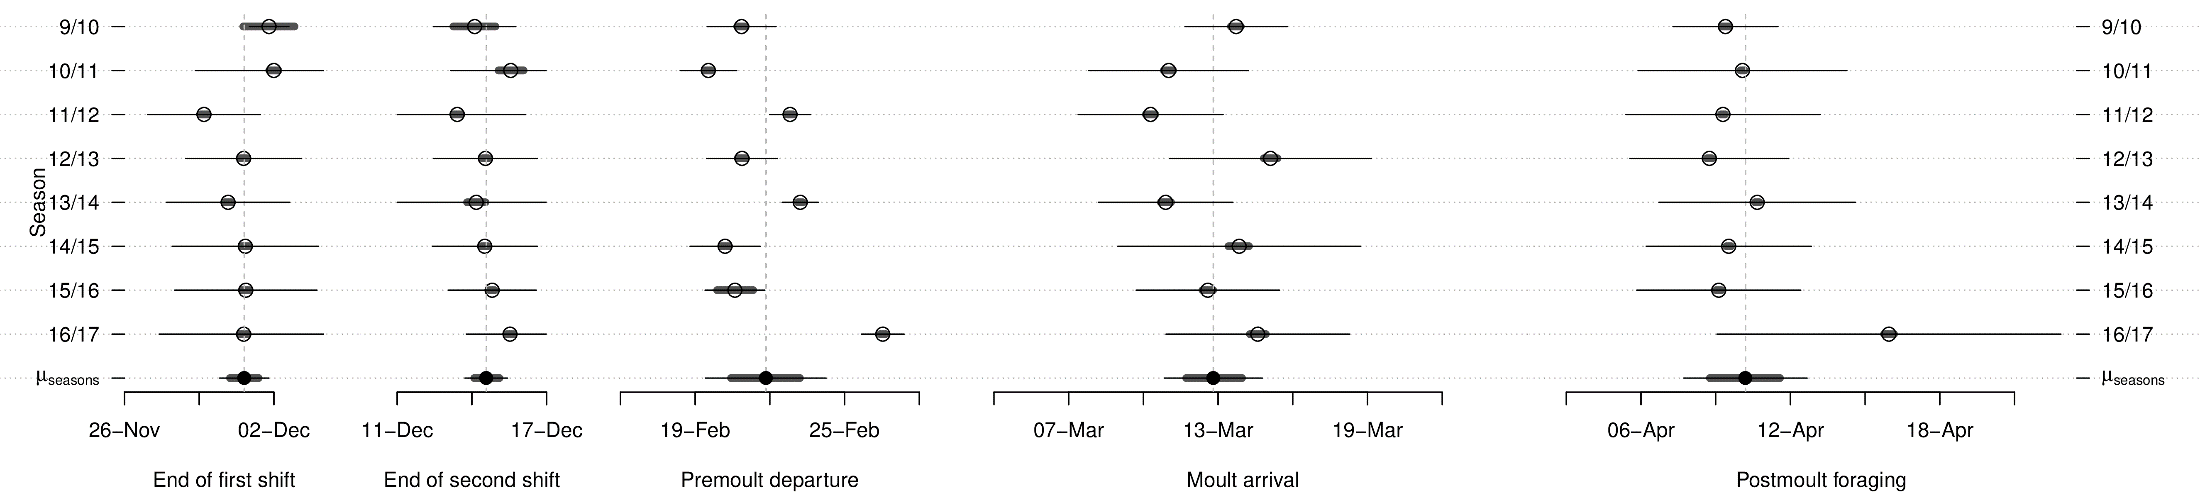 9/10 9/10
10/11 10/11
11/12 11/12
12/13 12/13
13/14 13/14
14/15 14/15
15/16 15/16
16/17 16/17
μseasons μseasons
Season
26–Nov 02–Dec 11–Dec 17–Dec 19–Feb 25–Feb 07–Mar 13–Mar 19–Mar 06–Apr 12–Apr 18–Apr
End of first shift End of second shift Premoult departure Moult arrival Postmoult foraging